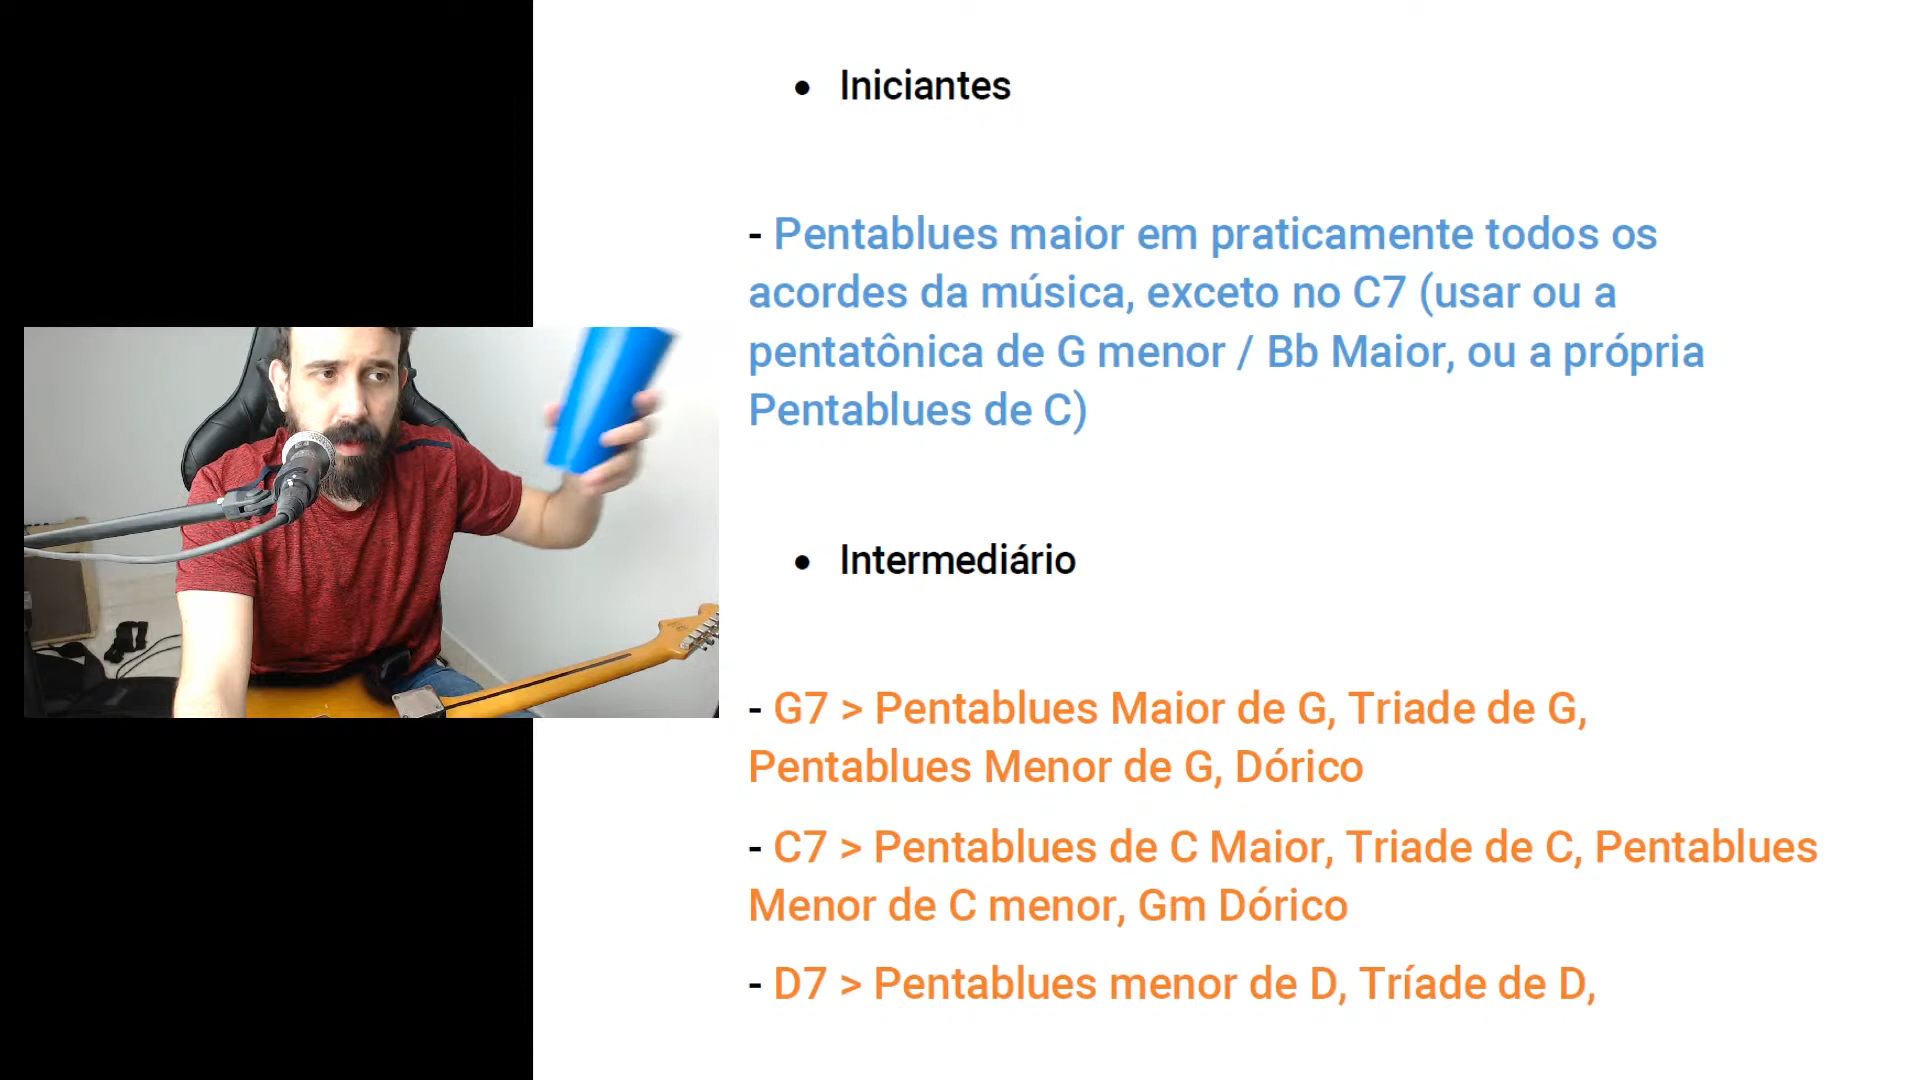 • Iniciantes
- Pentablues maior em praticamente todos os
acordes da música, exceto no C7 (usar ou a
pentatônica de G menor / Bb Maior, ou a própria
Pentablues de C)
• Intermediário
- G7 > Pentablues Maior de G, Triade de G,
Pentablues Menor de G, Dórico
- C7 > Pentablues de C Maior, Triade de C, Pentablues
Menor de C menor, Gm Dórico
- D7 > Pentablues menor de D, Tríade de D,